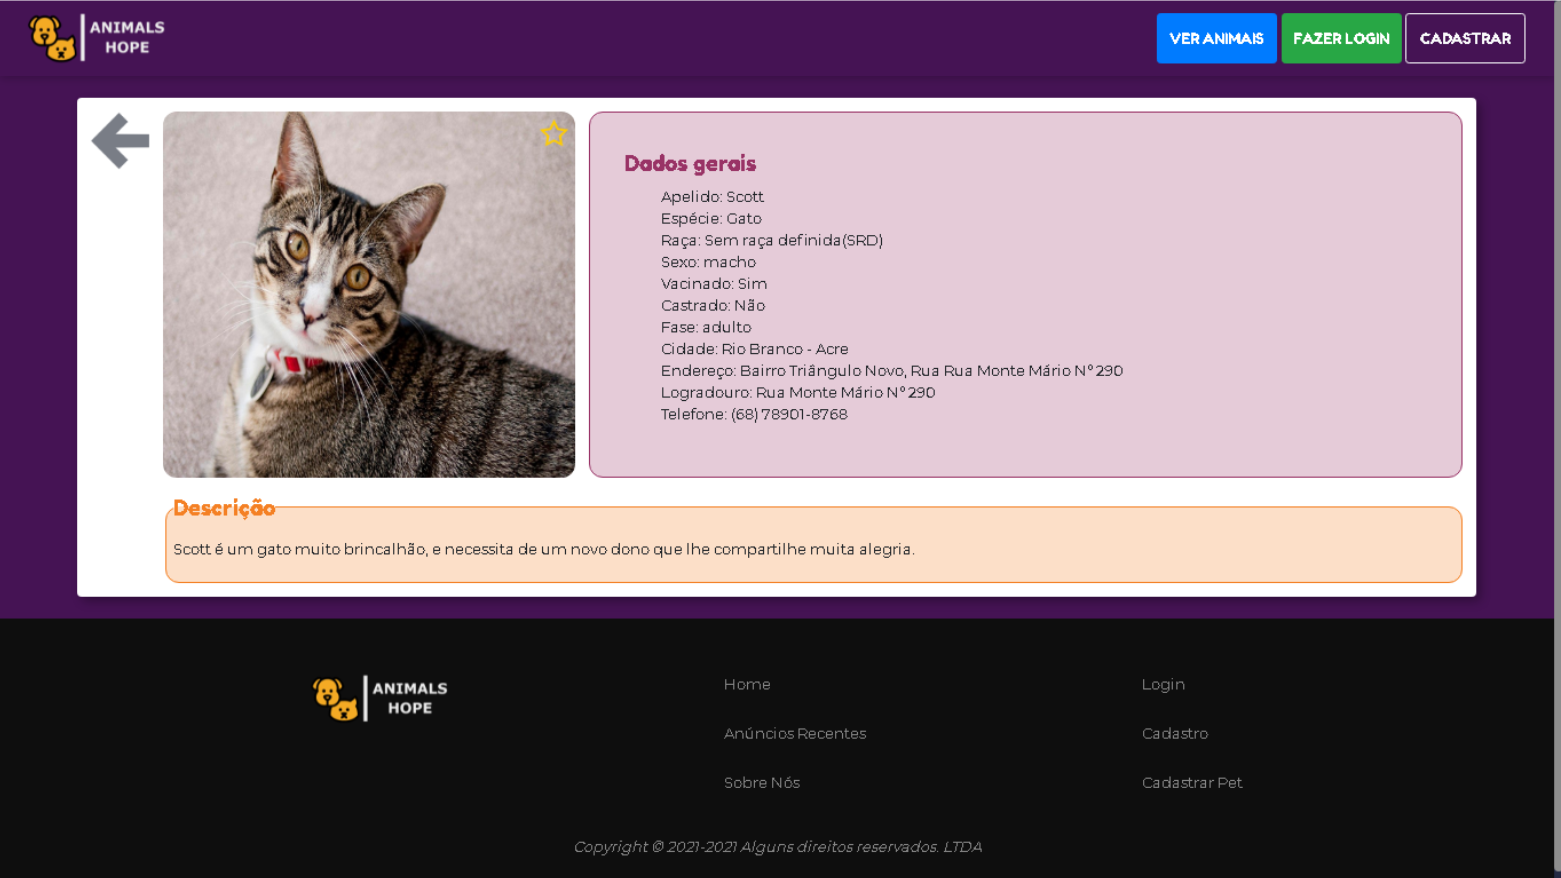 ANIMALS
HOPE
VER ANIMAIS
FAZER LOGIN
CADASTRAR
Dados gerais
Apelido: Scott
Espécie: Gato
Raça: Sem raça definida(SRD)
Sexo: macho
Vacinado: Sim
Castrado: Não
Fase: adulto
Cidade: Rio Branco - Acre
Endereço: Bairro Triângulo Novo, Rua Rua Monte Mário N° 290
Logradouro: Rua Monte Mário N° 290
Telefone: (68) 78901-8768
Descrição
Scott é um gato muito brincalhão, e necessita de um novo dono que lhe compartilhe muita alegria.
ANIMALS
HOPE
Home
Anúncios Recentes
Sobre Nós
Login
Cadastro
Cadastrar Pet
Copyright © 2021-2021 Alguns direitos reservados. LTDA